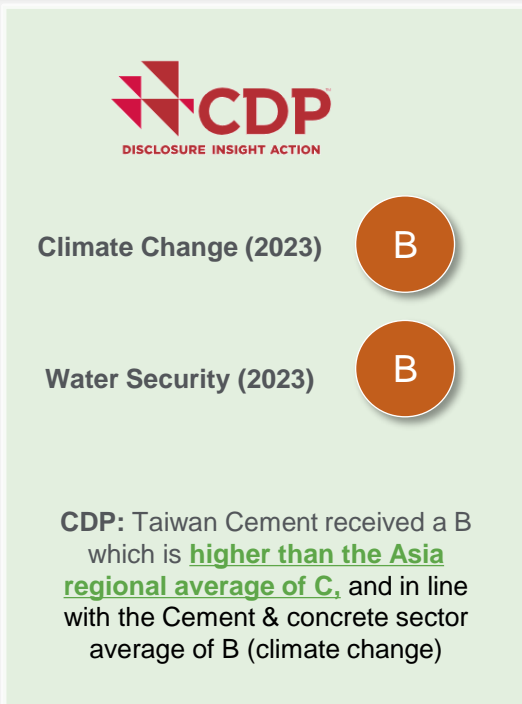 CDP
DISCLOSURE INSIGHT ACTION
Climate Change (2023)
B
Water Security (2023)
B
CDP: Taiwan Cement received a B
which is higher than the Asia
regional average of C, and in line
with the Cement & concrete sector
average of B (climate change)